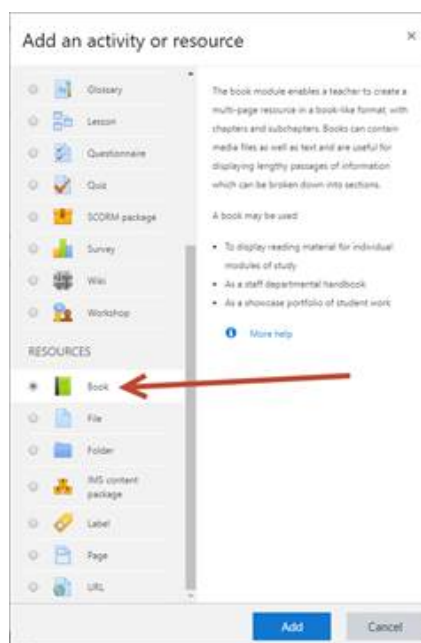 Add an activity or resource
×
Glossary
Lesson
Questionnaire
Quiz
SCORM package
Survey
Wiki
Workshop
RESOURCES
Book
File
Folder
IMS content
package
Label
Page
URL
The book module enables a teacher to create a
multi-page resource in a book-like format, with
chapters and subchapters. Books can contain
media files as well as text and are useful for
displaying lengthy passages of information
which can be broken down into sections.
A book may be used
• To display reading material for individual
modules of study
• As a staff departmental handbook
• As a showcase portfolio of student work
More help
Add
Cancel